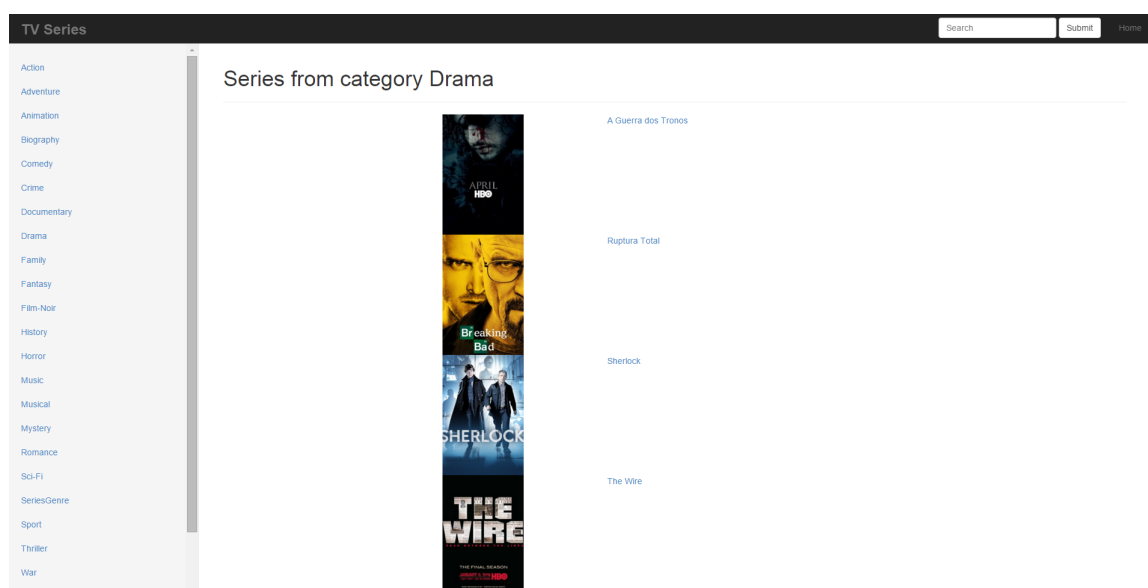 TV Series
Search
Submit
Home
Action
Adventure
Animation
Biography
Comedy
Crime
Documentary
Drama
Family
Fantasy
Film-Noir
History
Horror
Music
Musical
Mystery
Romance
Sci-Fi
SeriesGenre
Sport
Thriller
War
Series from category Drama
APRIL
HBO
A Guerra dos Tronos
Breaking
Bad
Ruptura Total
SHERLOCK
Sherlock
THE
WIRE
THE FINAL SEASON
HBO
The Wire